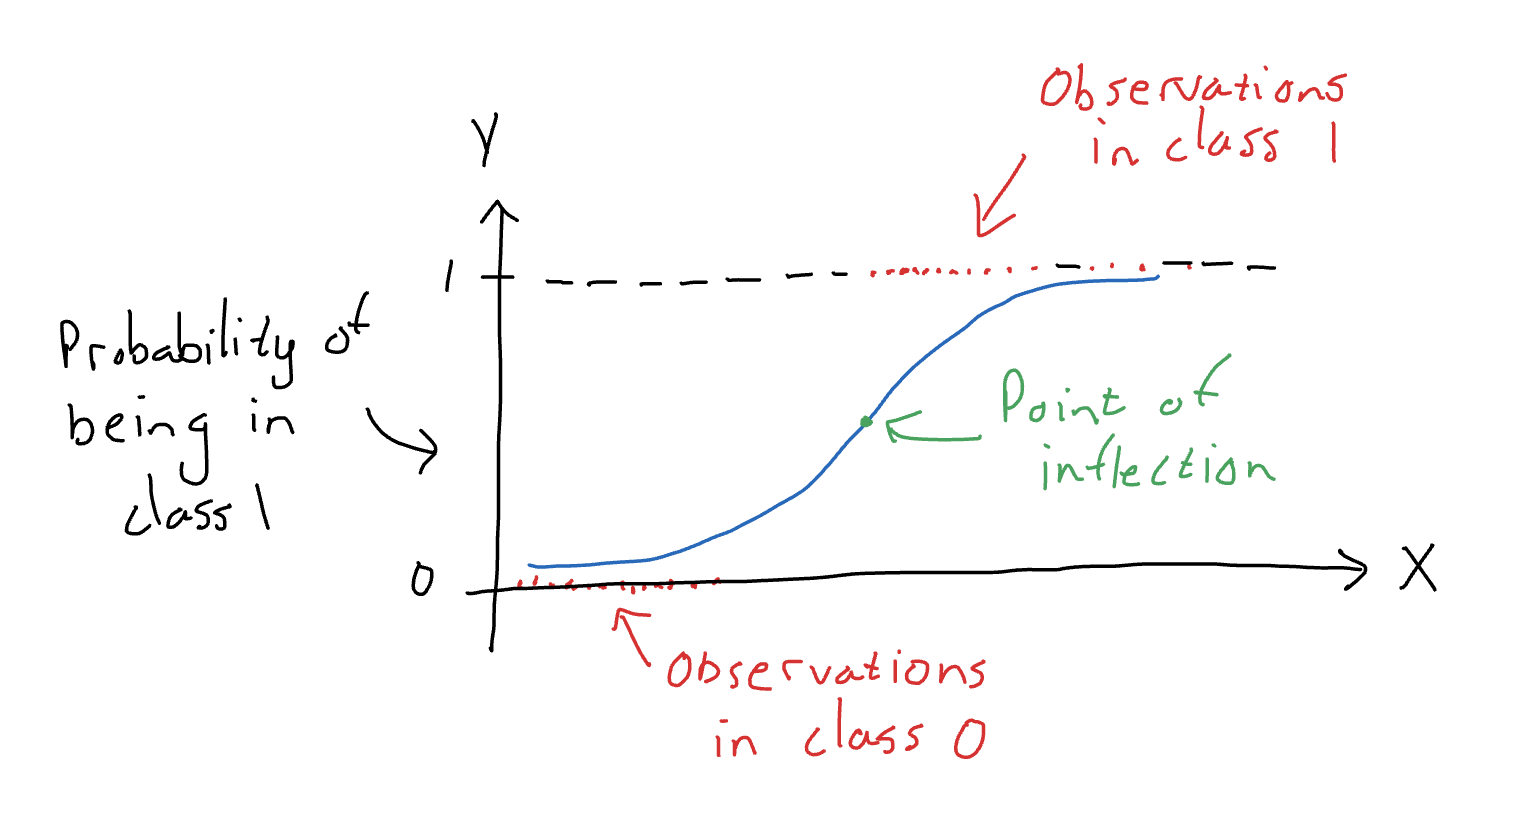 Observations
in class 1
Y
1
Probability of
being in
class 1
Point of
inflection
0
X
Observations
in class 0